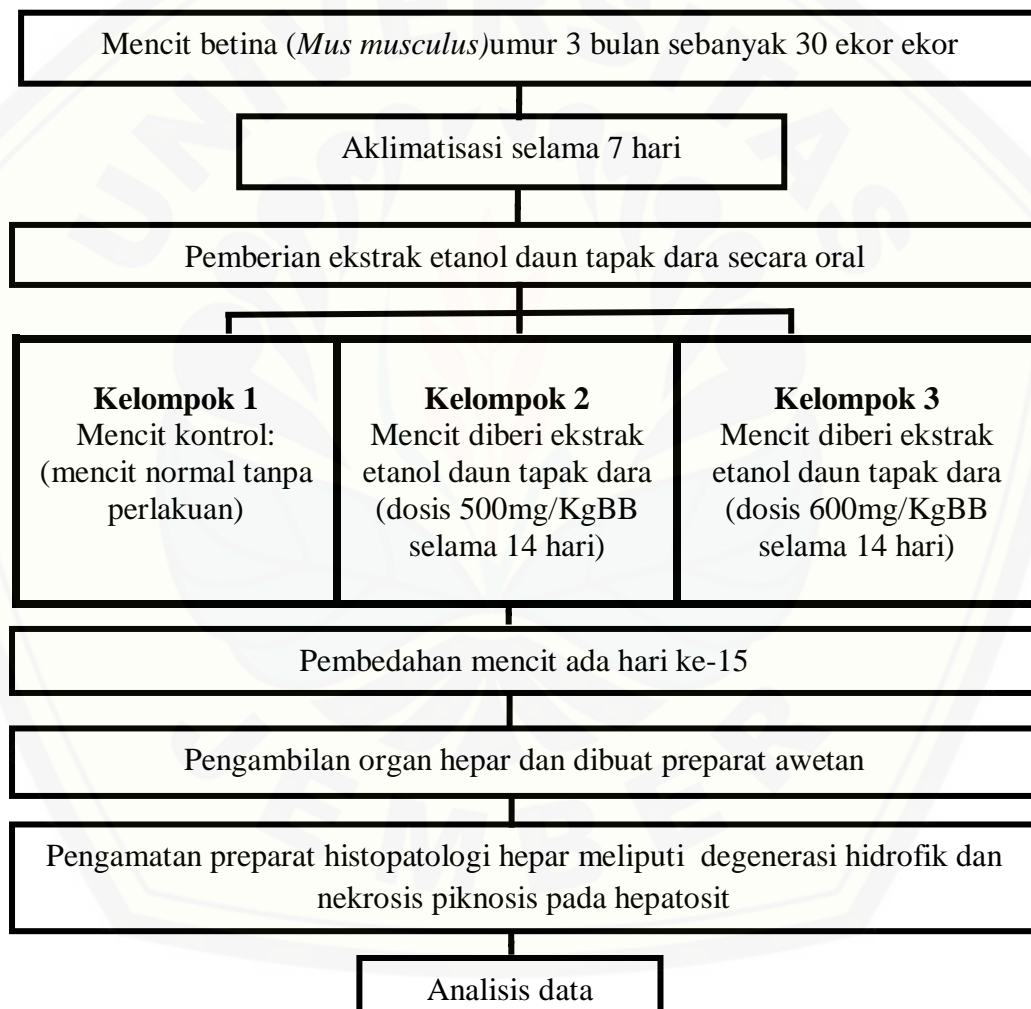 Mencit betina (Mus musculus)umur 3 bulan sebanyak 30 ekor ekor
Aklimatisasi selama 7 hari
Pemberian ekstrak etanol daun tapak dara secara oral
Kelompok 1
Mencit kontrol:
(mencit normal tanpa
perlakuan)
Kelompok 2
Mencit diberi ekstrak
etanol daun tapak dara
(dosis 500mg/KgBB
selama 14 hari)
Kelompok 3
Mencit diberi ekstrak
etanol daun tapak dara
(dosis 600mg/KgBB
selama 14 hari)
Pembedahan mencit ada hari ke-15
Pengambilan organ hepar dan dibuat preparat awetan
Pengamatan preparat histopatologi hepar meliputi degenerasi hidrofik dan
nekrosis piknosis pada hepatosit
Analisis data
UNIVERSITAS
JEMBER